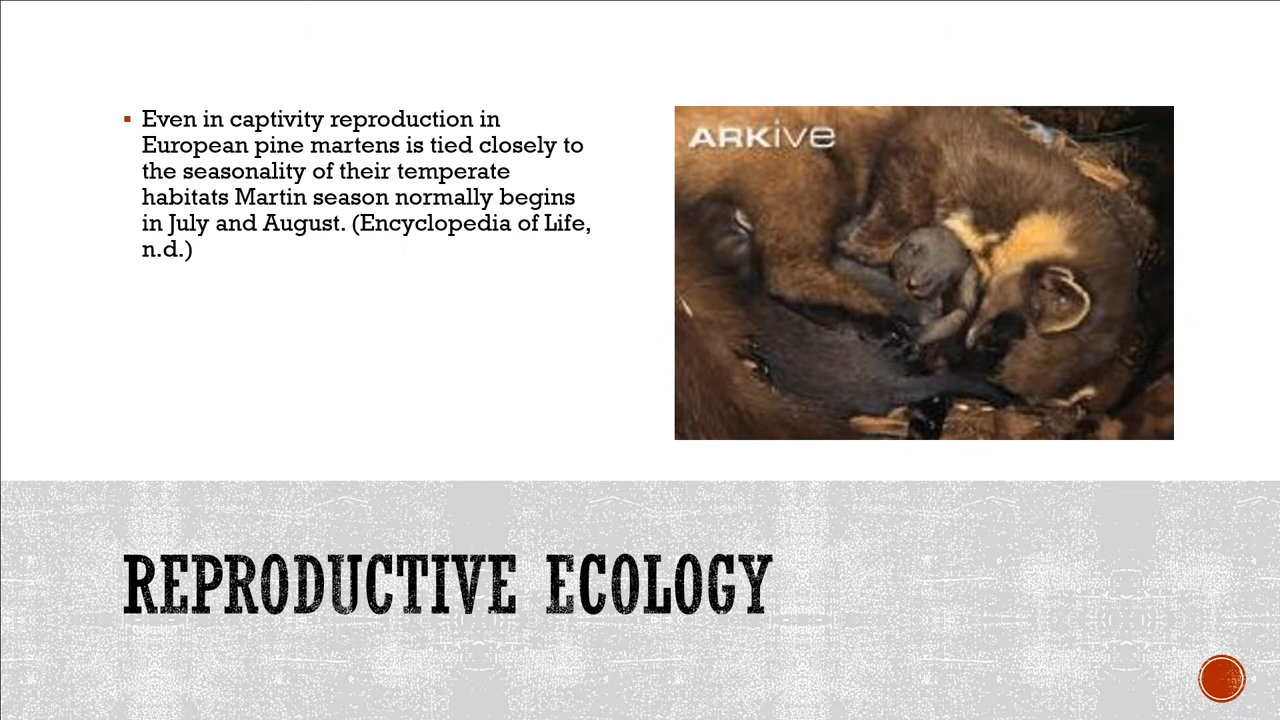 Even in captivity reproduction in
European pine martens is tied closely to
the seasonality of their temperate
habitats Martin season normally begins
in July and August. (Encyclopedia of Life,
n.d.)
ARKive
REPRODUCTIVE ECOLOGY